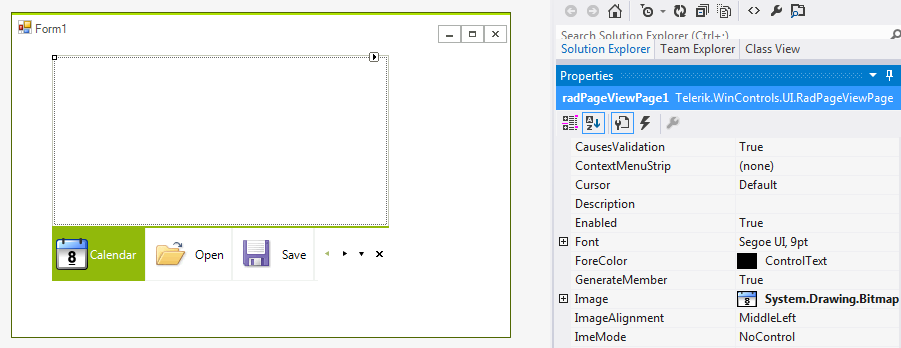 Form1
8 Calendar
Open
Save
Search Solution Explorer (Ctrl+;)
Solution Explorer Team Explorer Class View
Properties
radPageViewPage1 Telerik.WinControls.UI.RadPageViewPage
CausesValidation True
ContextMenuStrip (none)
Cursor Default
Description
Enabled True
Font Segoe UI, 9pt
ForeColor ControlText
GenerateMember True
Image 8 System.Drawing.Bitmap
ImageAlignment MiddleLeft
ImeMode NoControl